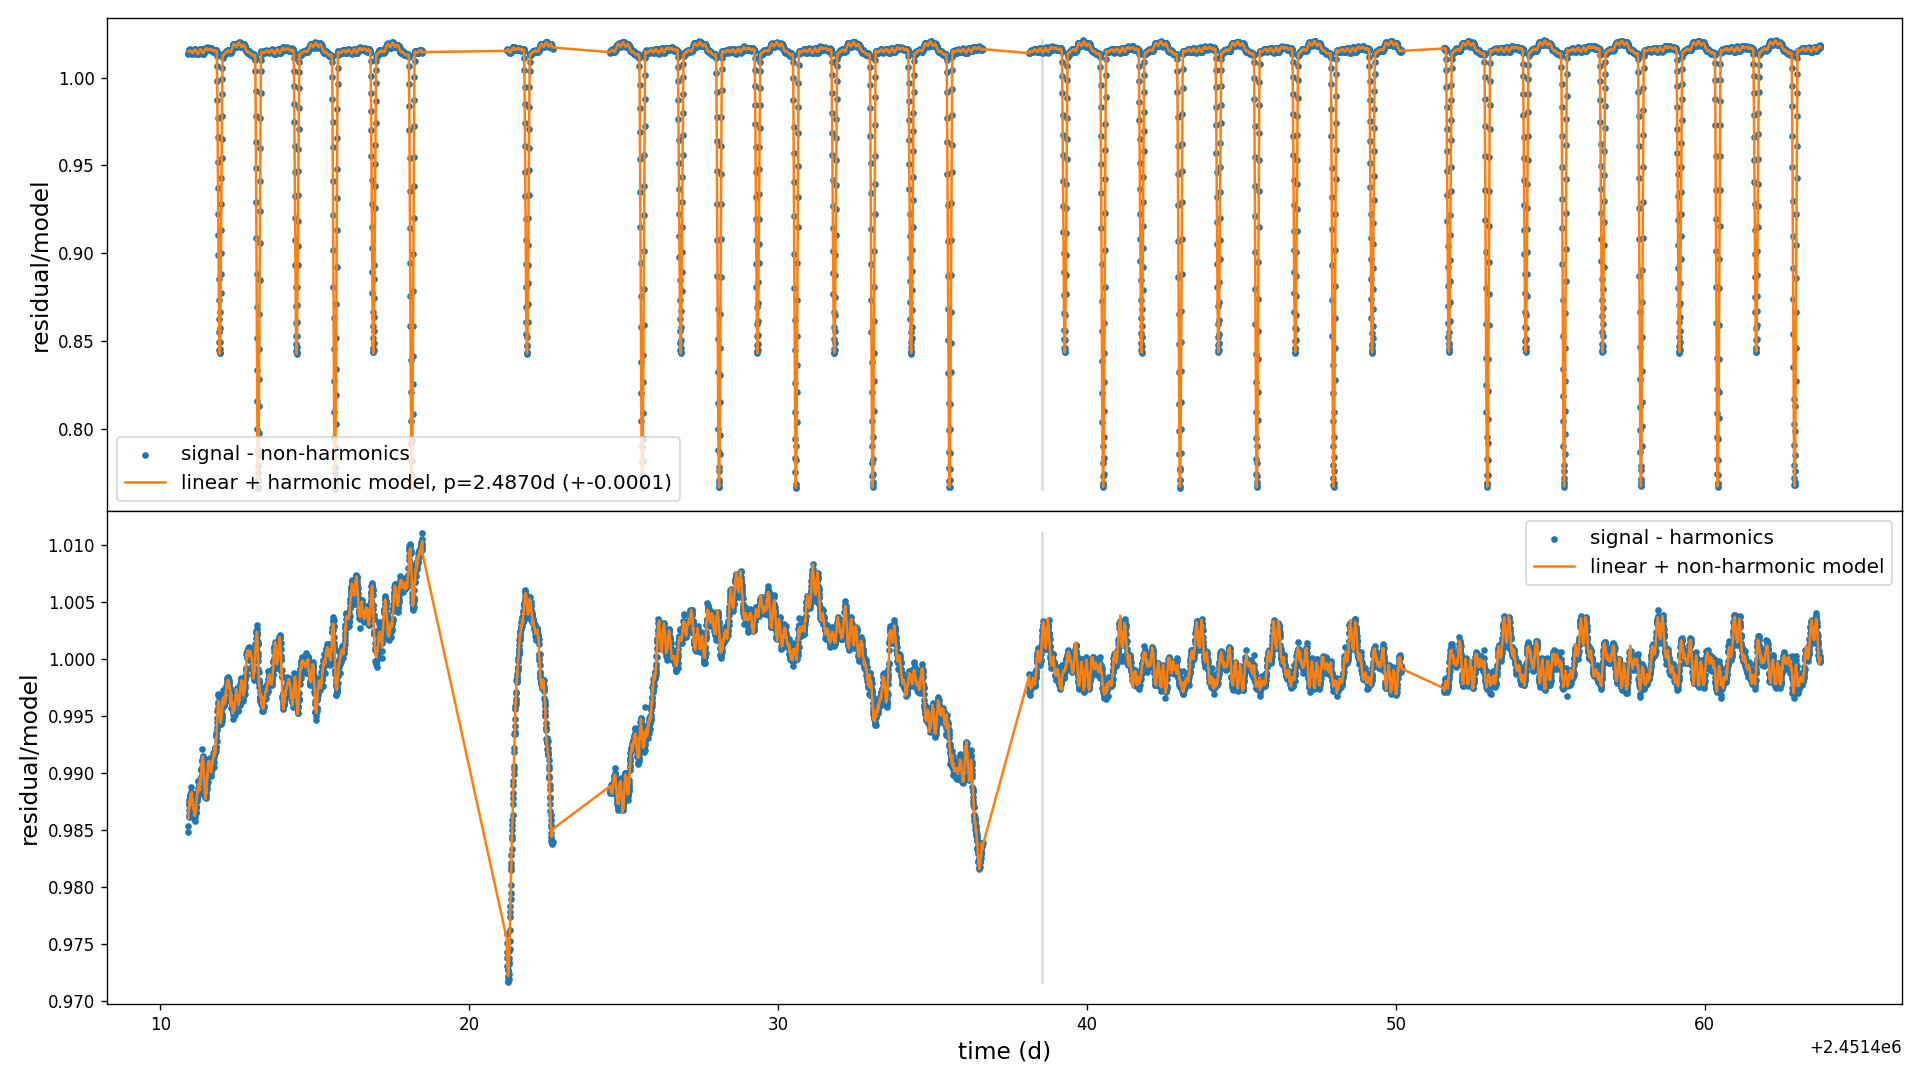 1.00
0.95
0.90
0.85
0.80
residual/model
signal - non-harmonics
linear + harmonic model, p=2.4870d (+-0.0001)
1.010
1.005
1.000
0.995
0.990
0.985
0.980
0.975
0.970
residual/model
signal - harmonics
linear + non-harmonic model
10 20 30 40 50 60
time (d)
+2.4514e6